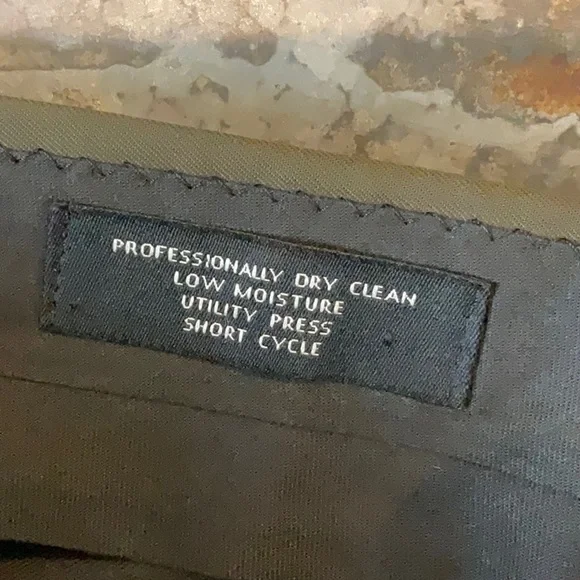 PROFESSIONALLY DRY CLEAN
LOW MOISTURE
UTILITY PRESS
SHORT CYCLE